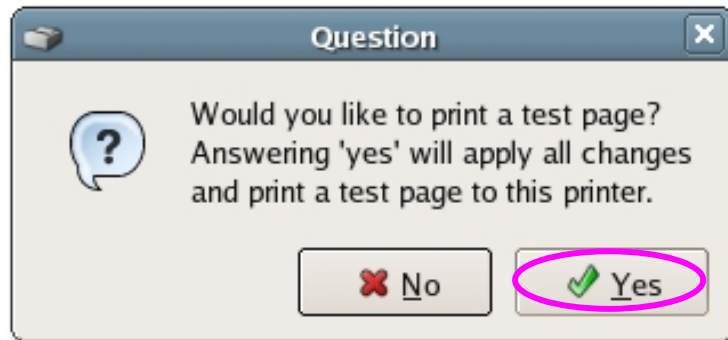 Question
Would you like to print a test page?
Answering 'yes' will apply all changes
and print a test page to this printer.
No
Yes